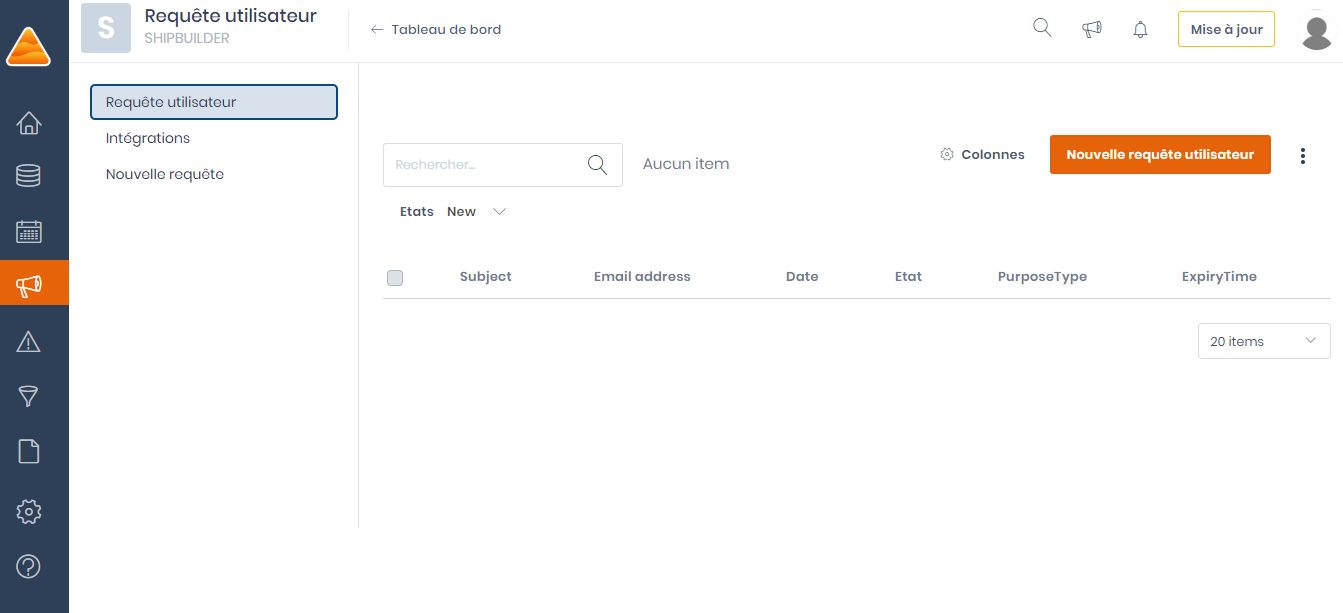 S
Requête utilisateur
SHIPBUILDER
← Tableau de bord
Mise à jour
Requête utilisateur
Intégrations
Nouvelle requête
Rechercher...
Aucun item
Colonnes
Nouvelle requête utilisateur
Etats New
Subject Email address Date Etat PurposeType ExpiryTime
20 items